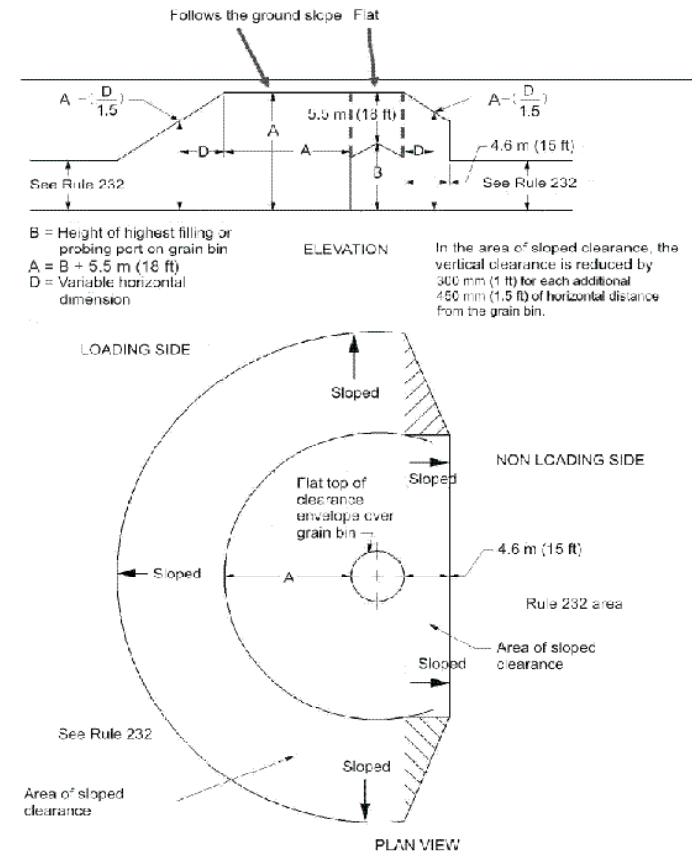 Follows the ground slope Flat
A -(D/1.5)
A-(D/1.5)
5.5 m (18 ft)
A
D
A
D
4.6 m (15 ft)
B
See Rule 232
See Rule 232
B = Height of highest filling or
probing port on grain bin
A = B + 5.5 m (18 ft)
D = Variable horizontal
dimension
ELEVATION
In the area of sloped clearance, the
vertical clearance is reduced by
300 mm (1 ft) for each additional
450 mm (1.5 ft) of horizontal distance
from the grain bin.
LOADING SIDE
Sloped
NON LOADING SIDE
Sloped
Flat top of
clearance
envelope over
grain bin
4.6 m (15 ft)
Sloped
A
Rule 232 area
Area of sloped
clearance
Sloped
See Rule 232
Sloped
Area of sloped
clearance
PLAN VIEW